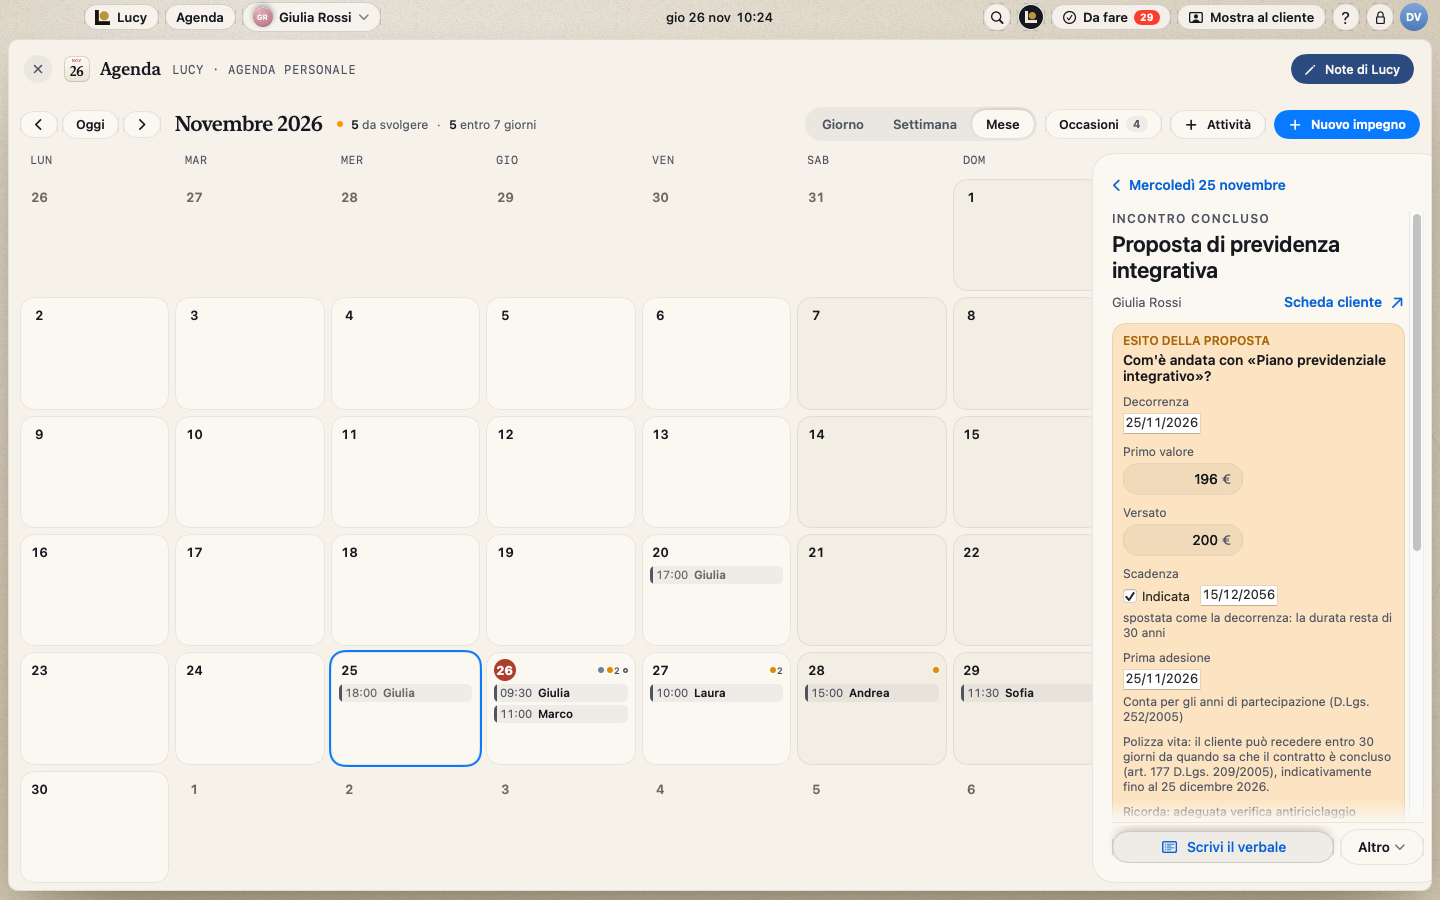 Lucy
Agenda
GR Giulia Rossi
gio 26 nov 10:24
Da fare 29
Mostra al cliente
?
DV
NOV
26
Agenda
LUCY · AGENDA PERSONALE
Note di Lucy
Oggi
Novembre 2026
5 da svolgere · 5 entro 7 giorni
Giorno
Settimana
Mese
Occasioni 4
Attività
Nuovo impegno
LUN MAR MER GIO VEN SAB DOM
26 27 28 29 30 31 1
2 3 4 5 6 7 8
9 10 11 12 13 14 15
16 17 18 19 20 21 22
17:00 Giulia
23 24 25 26 2 27 2 28 29
18:00 Giulia
09:30 Giulia
11:00 Marco
10:00 Laura
15:00 Andrea
11:30 Sofia
30 1 2 3 4 5 6
Mercoledì 25 novembre
INCONTRO CONCLUSO
Proposta di previdenza
integrativa
Giulia Rossi
Scheda cliente
ESITO DELLA PROPOSTA
Com'è andata con «Piano previdenziale
integrativo»?
Decorrenza
25/11/2026
Primo valore
196 €
Versato
200 €
Scadenza
Indicata 15/12/2056
spostata come la decorrenza: la durata resta di
30 anni
Prima adesione
25/11/2026
Conta per gli anni di partecipazione (D.Lgs.
252/2005)
Polizza vita: il cliente può recedere entro 30
giorni da quando sa che il contratto è concluso
(art. 177 D.Lgs. 209/2005), indicativamente
fino al 25 dicembre 2026.
Ricorda: adeguata verifica antiriciclaggio
Scrivi il verbale
Altro